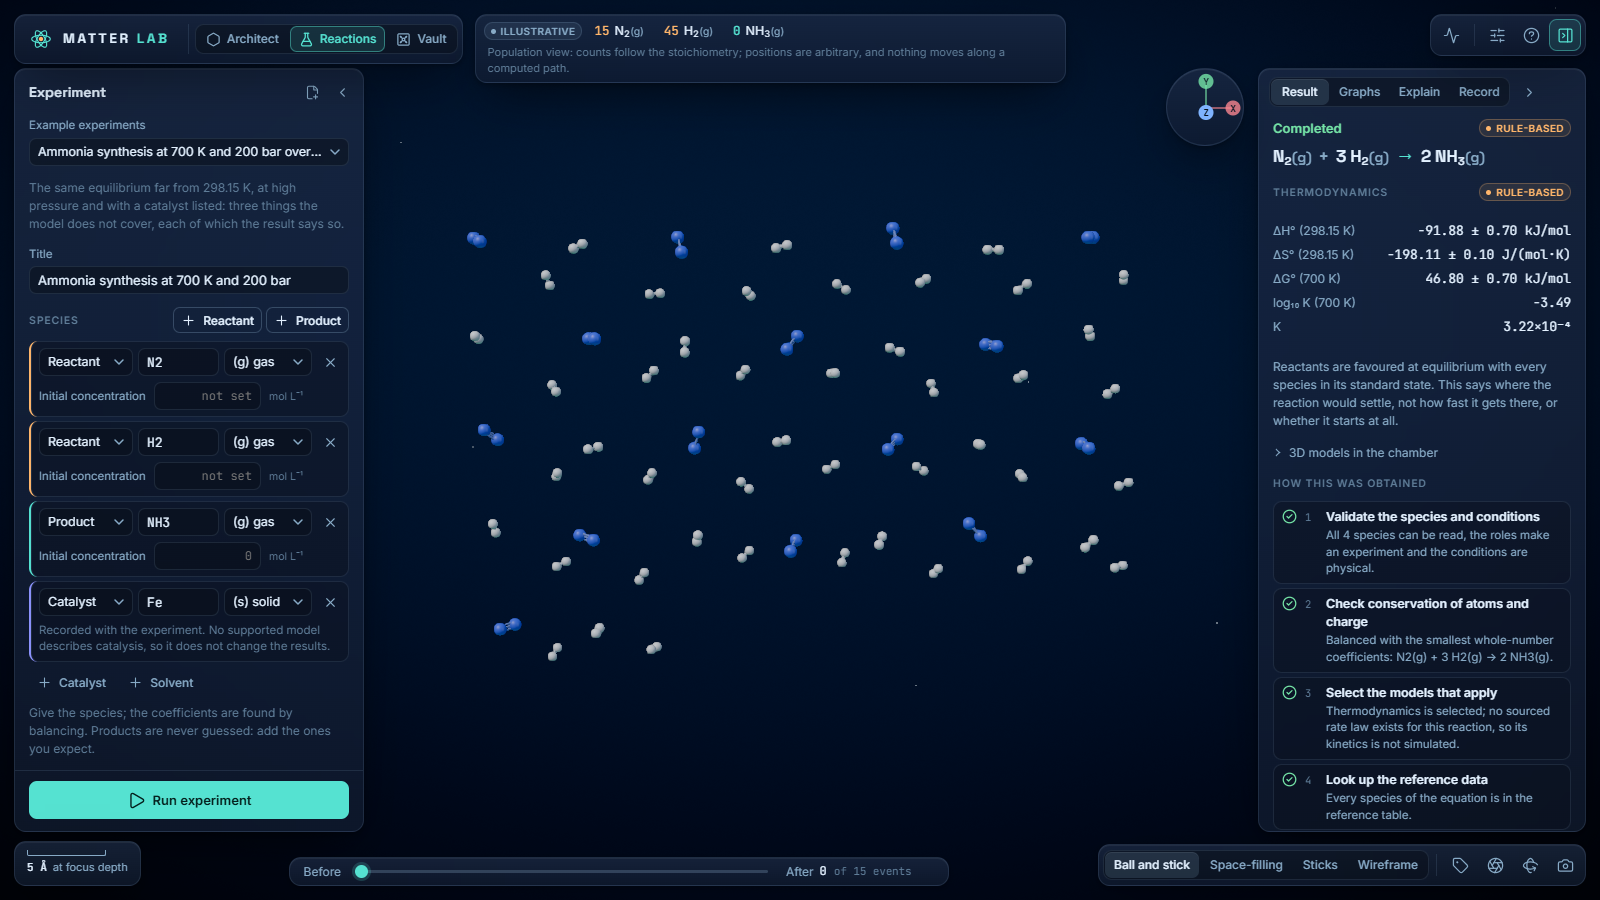 MATTER LAB
Architect
Reactions
Vault
ILLUSTRATIVE 15 N₂(g) 45 H₂(g) 0 NH₃(g)
Population view: counts follow the stoichiometry; positions are arbitrary, and nothing moves along a
computed path.
Experiment
Example experiments
Ammonia synthesis at 700 K and 200 bar over...
The same equilibrium far from 298.15 K, at high
pressure and with a catalyst listed: three things the
model does not cover, each of which the result says so.
Title
Ammonia synthesis at 700 K and 200 bar
SPECIES
+ Reactant
+ Product
Reactant N2 (g) gas
Initial concentration not set mol L⁻¹
Reactant H2 (g) gas
Initial concentration not set mol L⁻¹
Product NH3 (g) gas
Initial concentration 0 mol L⁻¹
Catalyst Fe (s) solid
Recorded with the experiment. No supported model
describes catalysis, so it does not change the results.
+ Catalyst + Solvent
Give the species; the coefficients are found by
balancing. Products are never guessed: add the ones
you expect.
Run experiment
5 Å at focus depth
Before
After 0 of 15 events
Y
X
Z
Result Graphs Explain Record
Completed
RULE-BASED
N₂(g) + 3 H₂(g) → 2 NH₃(g)
THERMODYNAMICS
RULE-BASED
ΔH° (298.15 K) -91.88 ± 0.70 kJ/mol
ΔS° (298.15 K) -198.11 ± 0.10 J/(mol·K)
ΔG° (700 K) 46.80 ± 0.70 kJ/mol
log₁₀ K (700 K) -3.49
K 3.22×10⁻⁴
Reactants are favoured at equilibrium with every
species in its standard state. This says where the
reaction would settle, not how fast it gets there, or
whether it starts at all.
3D models in the chamber
HOW THIS WAS OBTAINED
1 Validate the species and conditions
All 4 species can be read, the roles make
an experiment and the conditions are
physical.
2 Check conservation of atoms and
charge
Balanced with the smallest whole-number
coefficients: N2(g) + 3 H2(g) → 2 NH3(g).
3 Select the models that apply
Thermodynamics is selected; no sourced
rate law exists for this reaction, so its
kinetics is not simulated.
4 Look up the reference data
Every species of the equation is in the
reference table.
Ball and stick Space-filling Sticks Wireframe